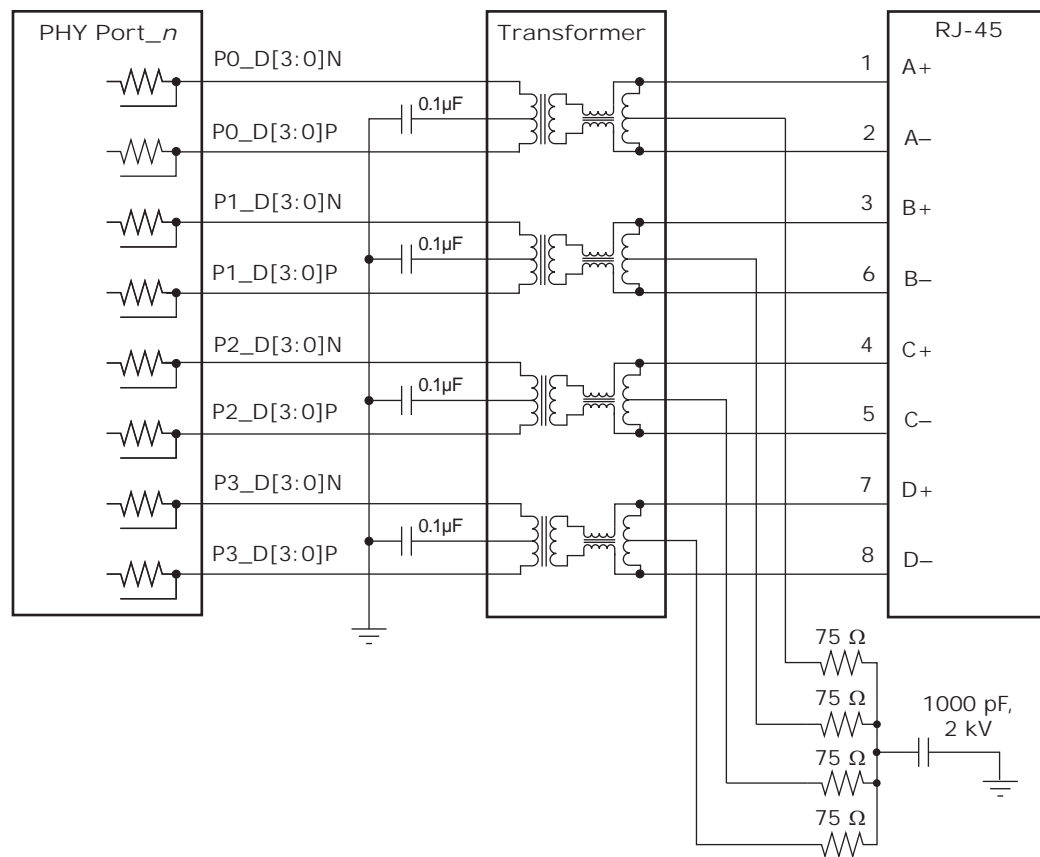 PHY Port_n
Transformer
RJ-45
P0_D[3:0]N
1
A+
0.1µF
P0_D[3:0]P
2
A–
P1_D[3:0]N
3
B+
0.1µF
P1_D[3:0]P
6
B–
P2_D[3:0]N
4
C+
0.1µF
P2_D[3:0]P
5
C–
P3_D[3:0]N
7
D+
0.1µF
P3_D[3:0]P
8
D–
75 Ω
75 Ω
1000 pF,
2 kV
75 Ω
75 Ω